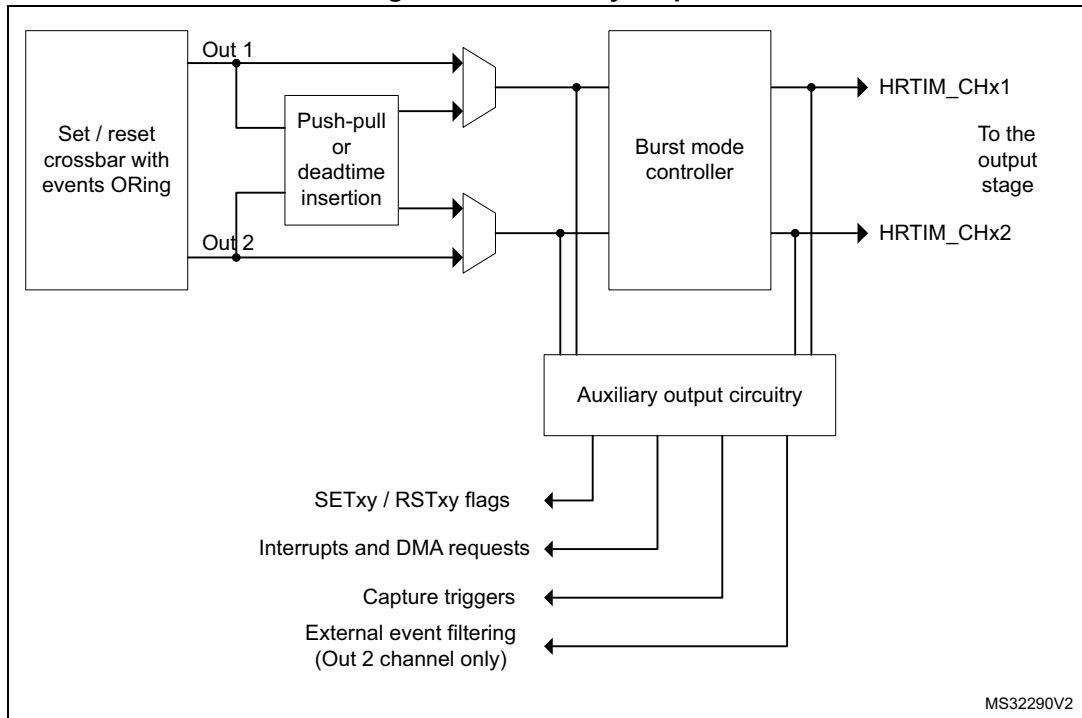 Out 1
Set / reset
crossbar with
events ORing
Out 2
Push-pull
or
deadtime
insertion
Burst mode
controller
HRTIM_CHx1
To the
output
stage
HRTIM_CHx2
Auxiliary output circuitry
SETxy / RSTxy flags
Interrupts and DMA requests
Capture triggers
External event filtering
(Out 2 channel only)
MS32290V2